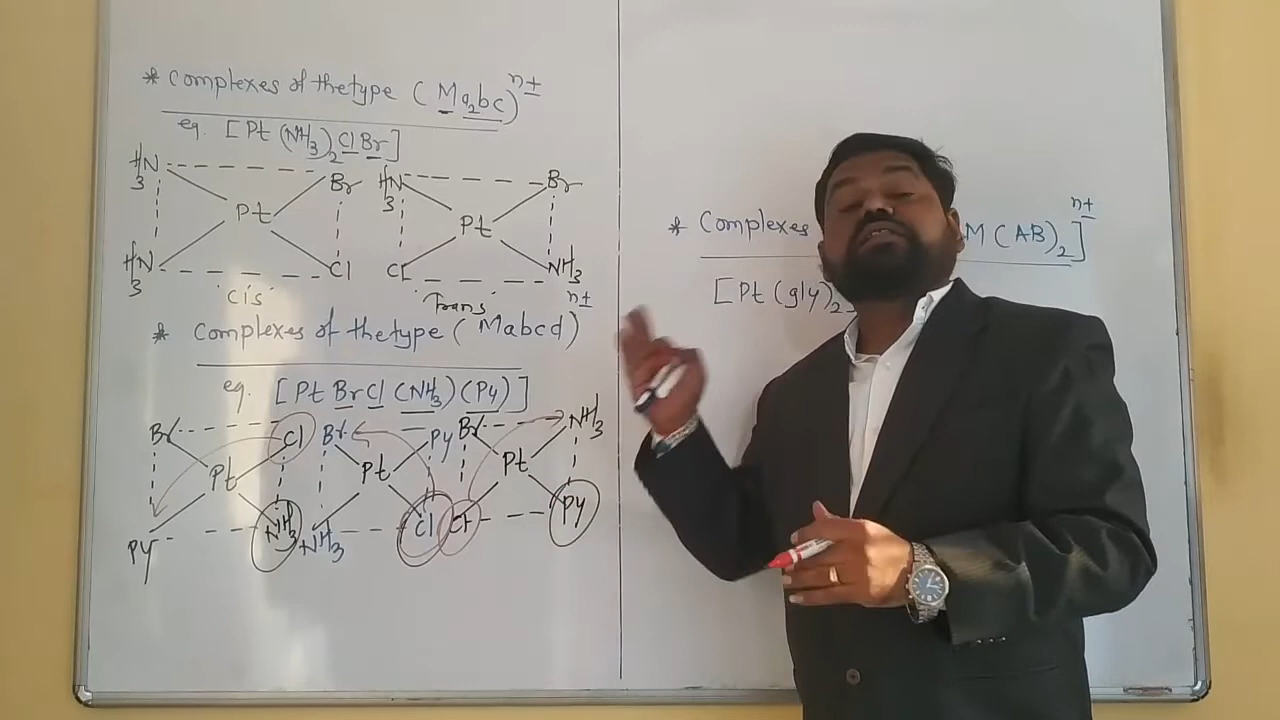 * Complexes of the type (Ma₂bc)ⁿ±
eg. [Pt(NH₃)₂ClBr]
H₃N Br H₃N Br
Pt Pt
H₃N Cl Cl NH₃
cis Trans
* Complexes of the type (Mabcd)ⁿ±
eg. [PtBrCl(NH₃)(Py)]
Br Cl Br Py Br NH₃
Pt Pt Pt
Py NH₃ NH₃ Cl Cl Py
* Complexes M(AB)₂]ⁿ±
[Pt(gly)₂]